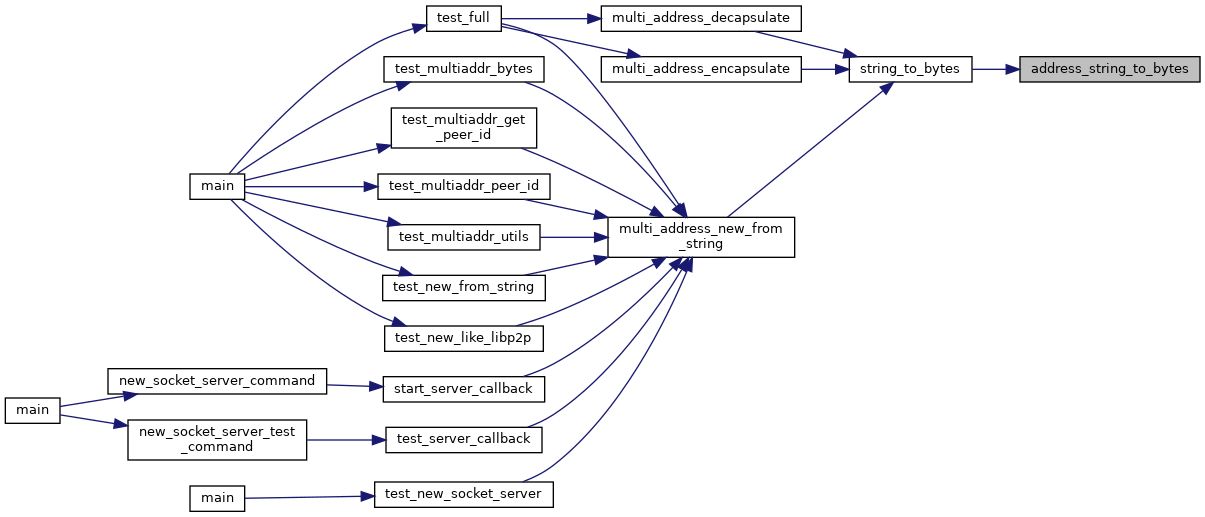 test_full
multi_address_decapsulate
test_multiaddr_bytes
multi_address_encapsulate
string_to_bytes
address_string_to_bytes
test_multiaddr_get
_peer_id
main
test_multiaddr_peer_id
test_multiaddr_utils
multi_address_new_from
_string
test_new_from_string
test_new_like_libp2p
new_socket_server_command
start_server_callback
main
new_socket_server_test
_command
test_server_callback
main
test_new_socket_server